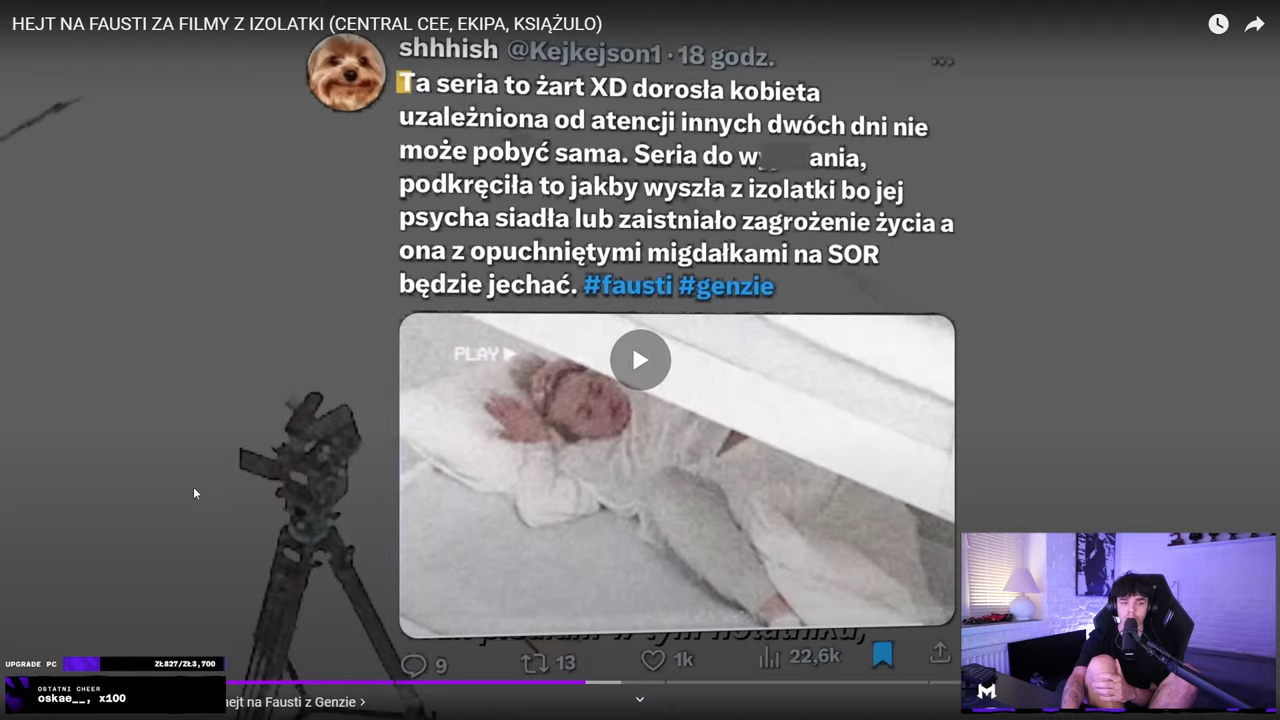 HEJT NA FAUSTI ZA FILMY Z IZOLATKI (CENTRAL CEE, EKIPA, KSIĄŻULO)
shhhish @Kejkejson1 · 18 godz.
Ta seria to żart XD dorosła kobieta
uzależniona od atencji innych dwóch dni nie
może pobyć sama. Seria do w ania,
podkręciła to jakby wyszła z izolatki bo jej
psycha siadła lub zaistniało zagrożenie życia a
ona z opuchniętymi migdałkami na SOR
będzie jechać. #fausti #genzie
PLAY
9 13 1k 22,6k
UPGRADE PC ZŁ827/ZŁ3,700
OSTATNI CHEER
oskae__, x100
hejt na Fausti z Genzie